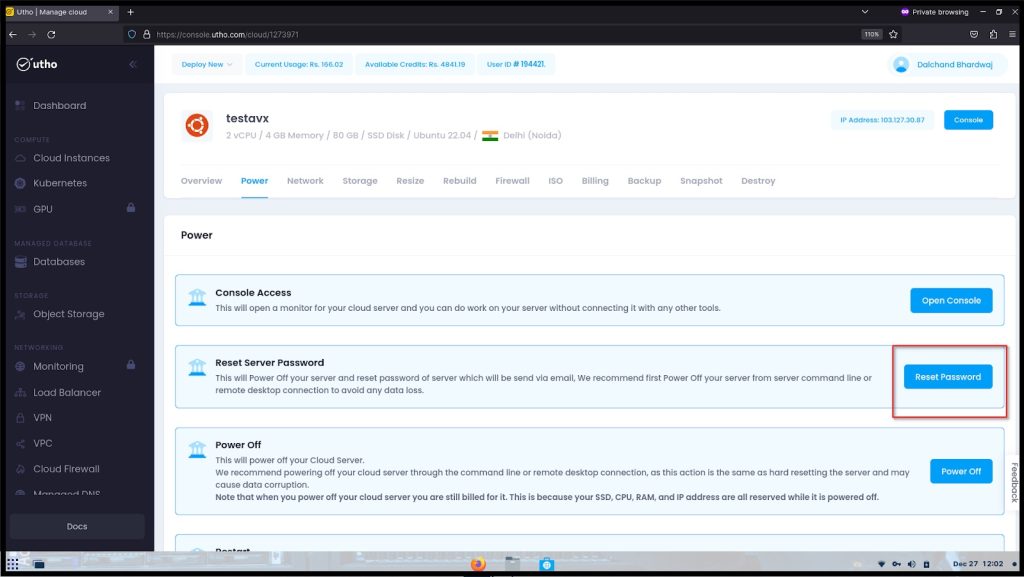 Utho | Manage cloud
Private browsing
https://console.utho.com/cloud/1273971
110%
utho
Deploy New
Current Usage: Rs. 166.02
Available Credits: Rs. 4841.19
User ID # 194421.
Dalchand Bhardwaj
Dashboard
COMPUTE
Cloud Instances
Kubernetes
GPU
MANAGED DATABASE
Databases
STORAGE
Object Storage
NETWORKING
Monitoring
Load Balancer
VPN
VPC
Cloud Firewall
Managed DNS
Docs
testavx
2 vCPU / 4 GB Memory / 80 GB / SSD Disk / Ubuntu 22.04 / Delhi (Noida)
IP Address: 103.127.30.87
Console
Overview Power Network Storage Resize Rebuild Firewall ISO Billing Backup Snapshot Destroy
Power
Console Access
This will open a monitor for your cloud server and you can do work on your server without connecting it with any other tools.
Open Console
Reset Server Password
This will Power Off your server and reset password of server which will be send via email, We recommend first Power Off your server from server command line or
remote desktop connection to avoid any data loss.
Reset Password
Power Off
This will power off your Cloud Server.
We recommend powering off your cloud server through the command line or remote desktop connection, as this action is the same as hard resetting the server and may
cause data corruption.
Note that when you power off your cloud server you are still billed for it. This is because your SSD, CPU, RAM, and IP address are all reserved while it is powered off.
Power Off
Feedback
Restart
Dec 27 12:02